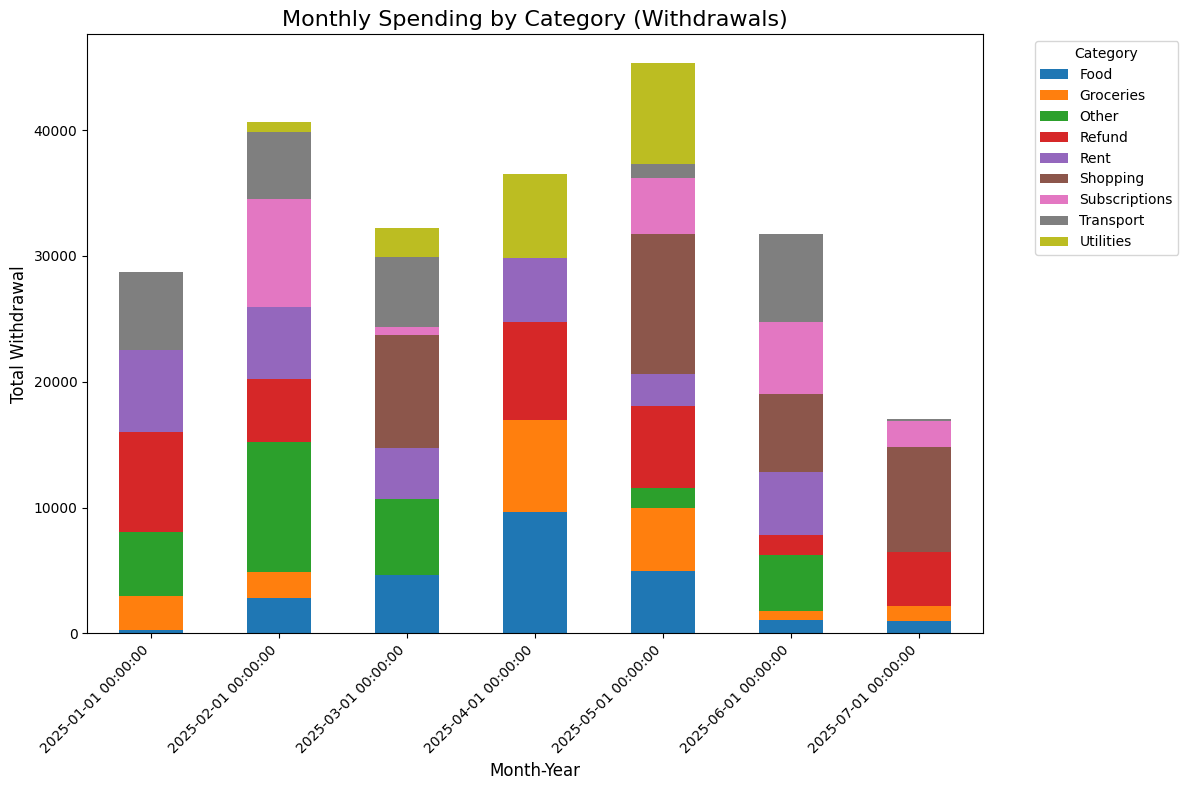 Monthly Spending by Category (Withdrawals)
Category
Food
Groceries
Other
Refund
Rent
Shopping
Subscriptions
Transport
Utilities
Total Withdrawal
40000
30000
20000
10000
0
2025-01-01 00:00:00
2025-02-01 00:00:00
2025-03-01 00:00:00
2025-04-01 00:00:00
2025-05-01 00:00:00
2025-06-01 00:00:00
2025-07-01 00:00:00
Month-Year